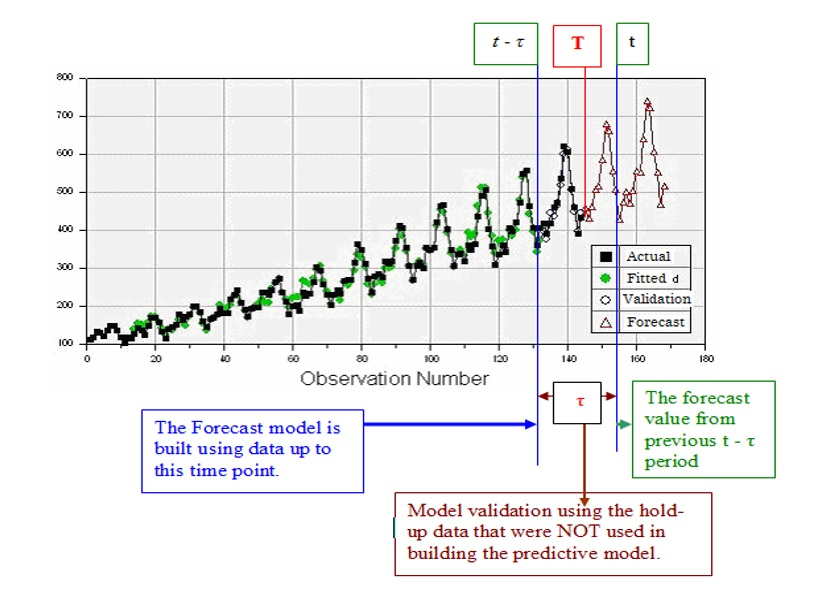 t - τ
T
t
800
700
600
500
400
300
200
100
Actual
Fitted d
Validation
Forecast
0 20 40 60 80 100 120 140 160 180
Observation Number
τ
The Forecast model is
built using data up to
this time point.
The forecast
value from
previous t - τ
period
Model validation using the hold-
up data that were NOT used in
building the predictive model.